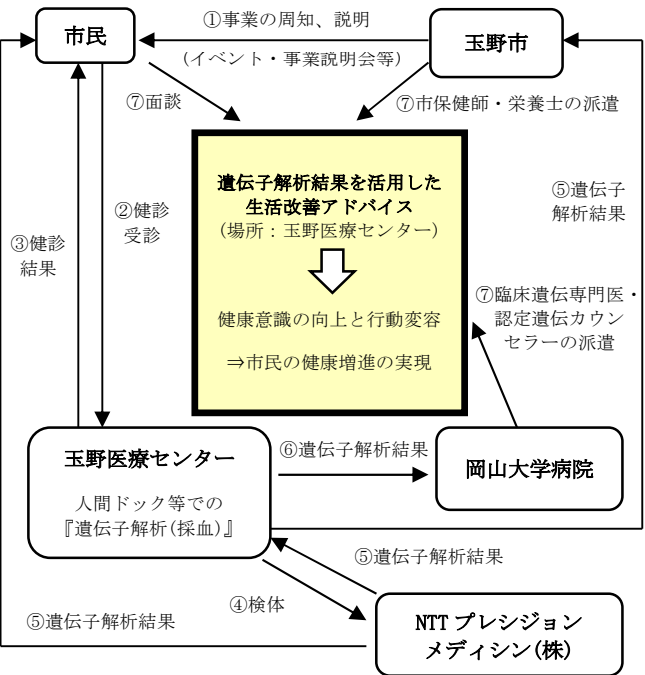 市民
①事業の周知、説明
(イベント・事業説明会等)
玉野市
⑦面談
⑦市保健師・栄養士の派遣
遺伝子解析結果を活用した
生活改善アドバイス
(場所：玉野医療センター)
健康意識の向上と行動変容
⇒市民の健康増進の実現
②健診
受診
③健診
結果
⑤遺伝子
解析結果
⑦臨床遺伝専門医・
認定遺伝カウン
セラーの派遣
玉野医療センター
人間ドック等での
『遺伝子解析(採血)』
⑥遺伝子解析結果
岡山大学病院
⑤遺伝子解析結果
④検体
⑤遺伝子解析結果
NTT プレシジョン
メディシン(株)